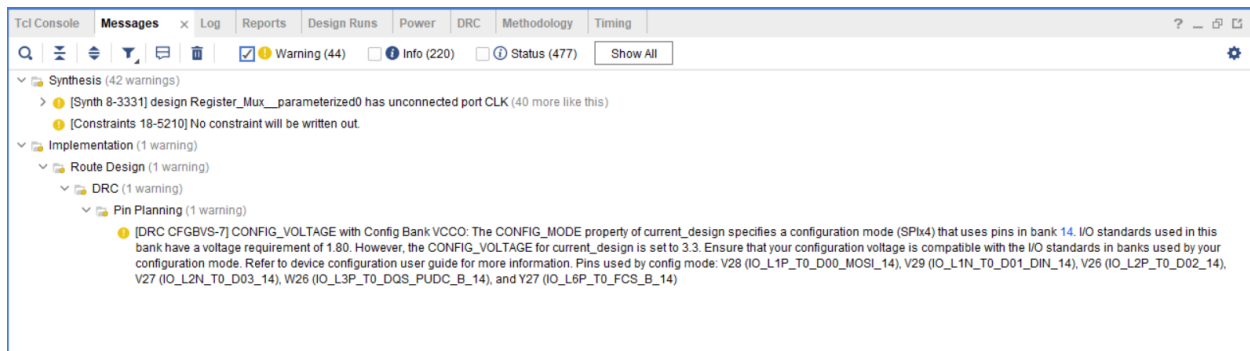 Tcl Console Messages × Log Reports Design Runs Power DRC Methodology Timing ?
Warning (44) Info (220) Status (477) Show All
Synthesis (42 warnings)
[Synth 8-3331] design Register_Mux__parameterized0 has unconnected port CLK (40 more like this)
[Constraints 18-5210] No constraint will be written out.
Implementation (1 warning)
Route Design (1 warning)
DRC (1 warning)
Pin Planning (1 warning)
[DRC CFGBVS-7] CONFIG_VOLTAGE with Config Bank VCCO: The CONFIG_MODE property of current_design specifies a configuration mode (SPIx4) that uses pins in bank 14. I/O standards used in this
bank have a voltage requirement of 1.80. However, the CONFIG_VOLTAGE for current_design is set to 3.3. Ensure that your configuration voltage is compatible with the I/O standards in banks used by your
configuration mode. Refer to device configuration user guide for more information. Pins used by config mode: V28 (IO_L1P_T0_D00_MOSI_14), V29 (IO_L1N_T0_D01_DIN_14), V26 (IO_L2P_T0_D02_14),
V27 (IO_L2N_T0_D03_14), W26 (IO_L3P_T0_DQS_PUDC_B_14), and Y27 (IO_L6P_T0_FCS_B_14)